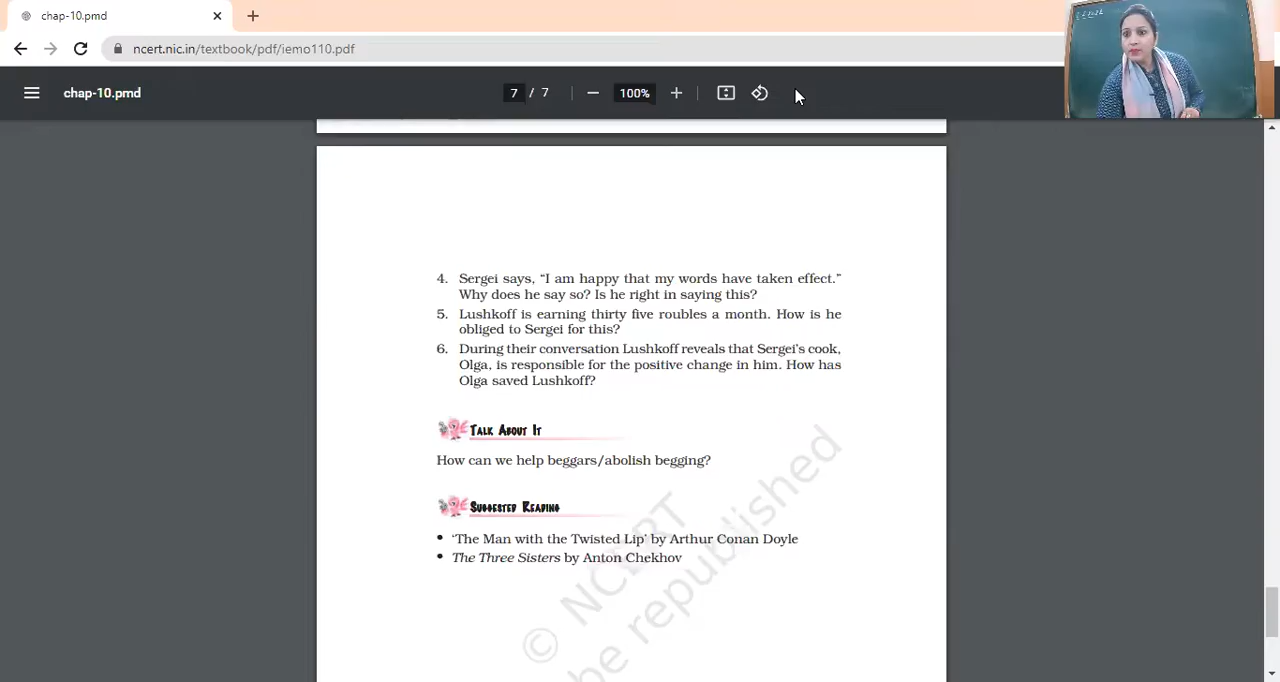 chap-10.pmd
ncert.nic.in/textbook/pdf/iemo110.pdf
chap-10.pmd
7 / 7
100%
4. Sergei says, “I am happy that my words have taken effect.”
Why does he say so? Is he right in saying this?
5. Lushkoff is earning thirty five roubles a month. How is he
obliged to Sergei for this?
6. During their conversation Lushkoff reveals that Sergei’s cook,
Olga, is responsible for the positive change in him. How has
Olga saved Lushkoff?
Talk About It
How can we help beggars/abolish begging?
Suggested Reading
• ‘The Man with the Twisted Lip’ by Arthur Conan Doyle
• The Three Sisters by Anton Chekhov
© NCERT
be republished